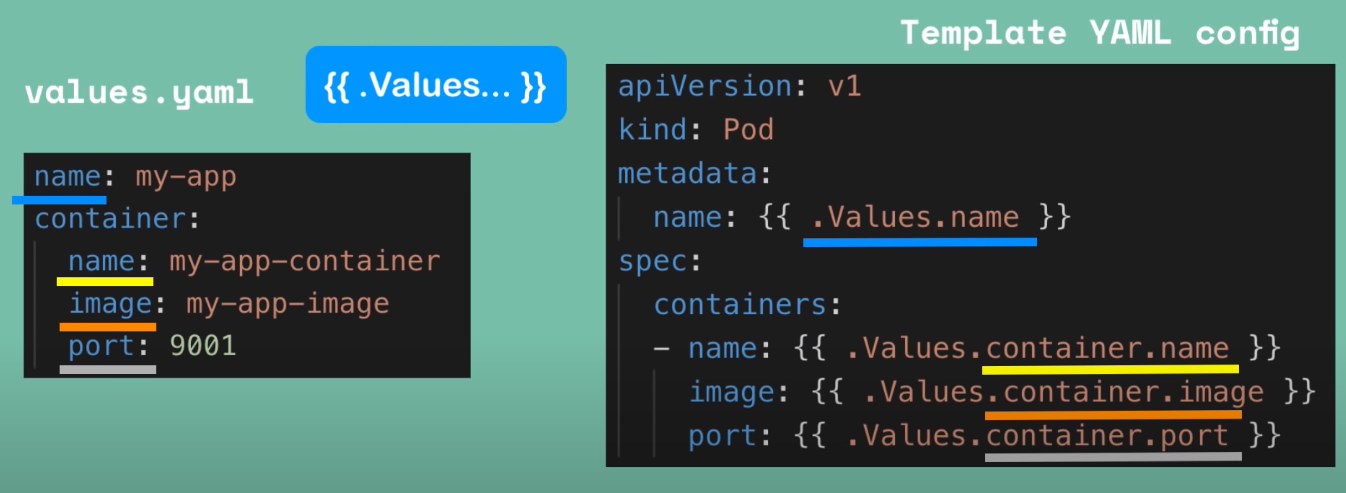 values.yaml
{{ .Values... }}
name: my-app
container:
name: my-app-container
image: my-app-image
port: 9001
Template YAML config
apiVersion: v1
kind: Pod
metadata:
name: {{ .Values.name }}
spec:
containers:
- name: {{ .Values.container.name }}
image: {{ .Values.container.image }}
port: {{ .Values.container.port }}